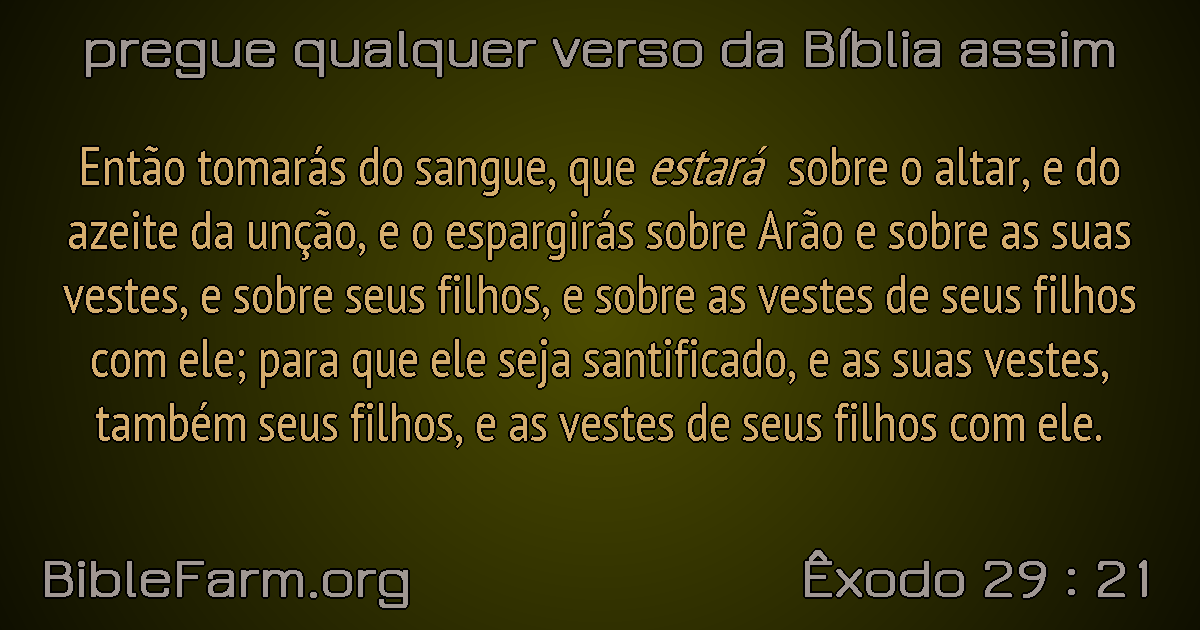 pregue qualquer verso da Bíblia assim
Então tomarás do sangue, que estará sobre o altar, e do
azeite da unção, e o espargirás sobre Arão e sobre as suas
vestes, e sobre seus filhos, e sobre as vestes de seus filhos
com ele; para que ele seja santificado, e as suas vestes,
também seus filhos, e as vestes de seus filhos com ele.
BibleFarm.org
Êxodo 29 : 21